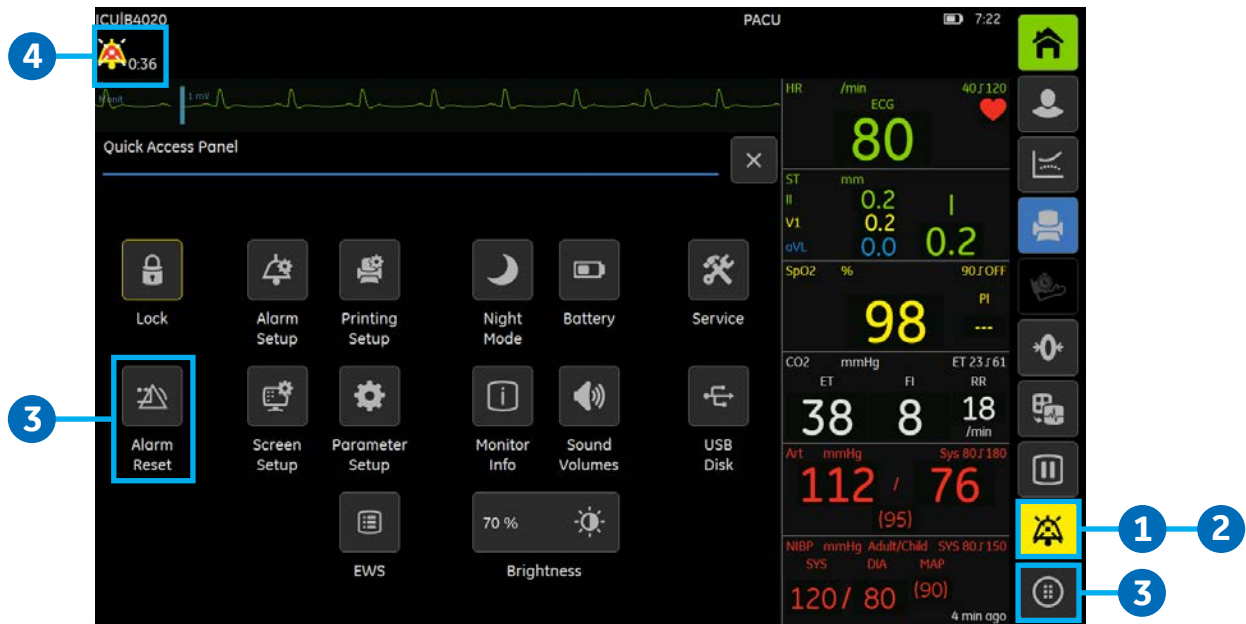 ICU|B4020
PACU
7:22
4
0:36
1 mV
Quick Access Panel
Lock
Alarm
Setup
Printing
Setup
Night
Mode
Battery
Service
3
Alarm
Reset
Screen
Setup
Parameter
Setup
Monitor
Info
Sound
Volumes
USB
Disk
EWS
70 %
Brightness
HR /min 40 120
ECG
80
ST mm
II 0.2 I
V1 0.2
aVL 0.0 0.2
SpO2 % 90 OFF
PI
98 ---
CO2 mmHg ET 23 61
ET FI RR
38 8 18
/min
Art mmHg Sys 80 180
112 / 76
(95)
NIBP mmHg Adult/Child SYS 80 150
SYS DIA MAP
120/ 80 (90)
4 min ago
0
1 2
3